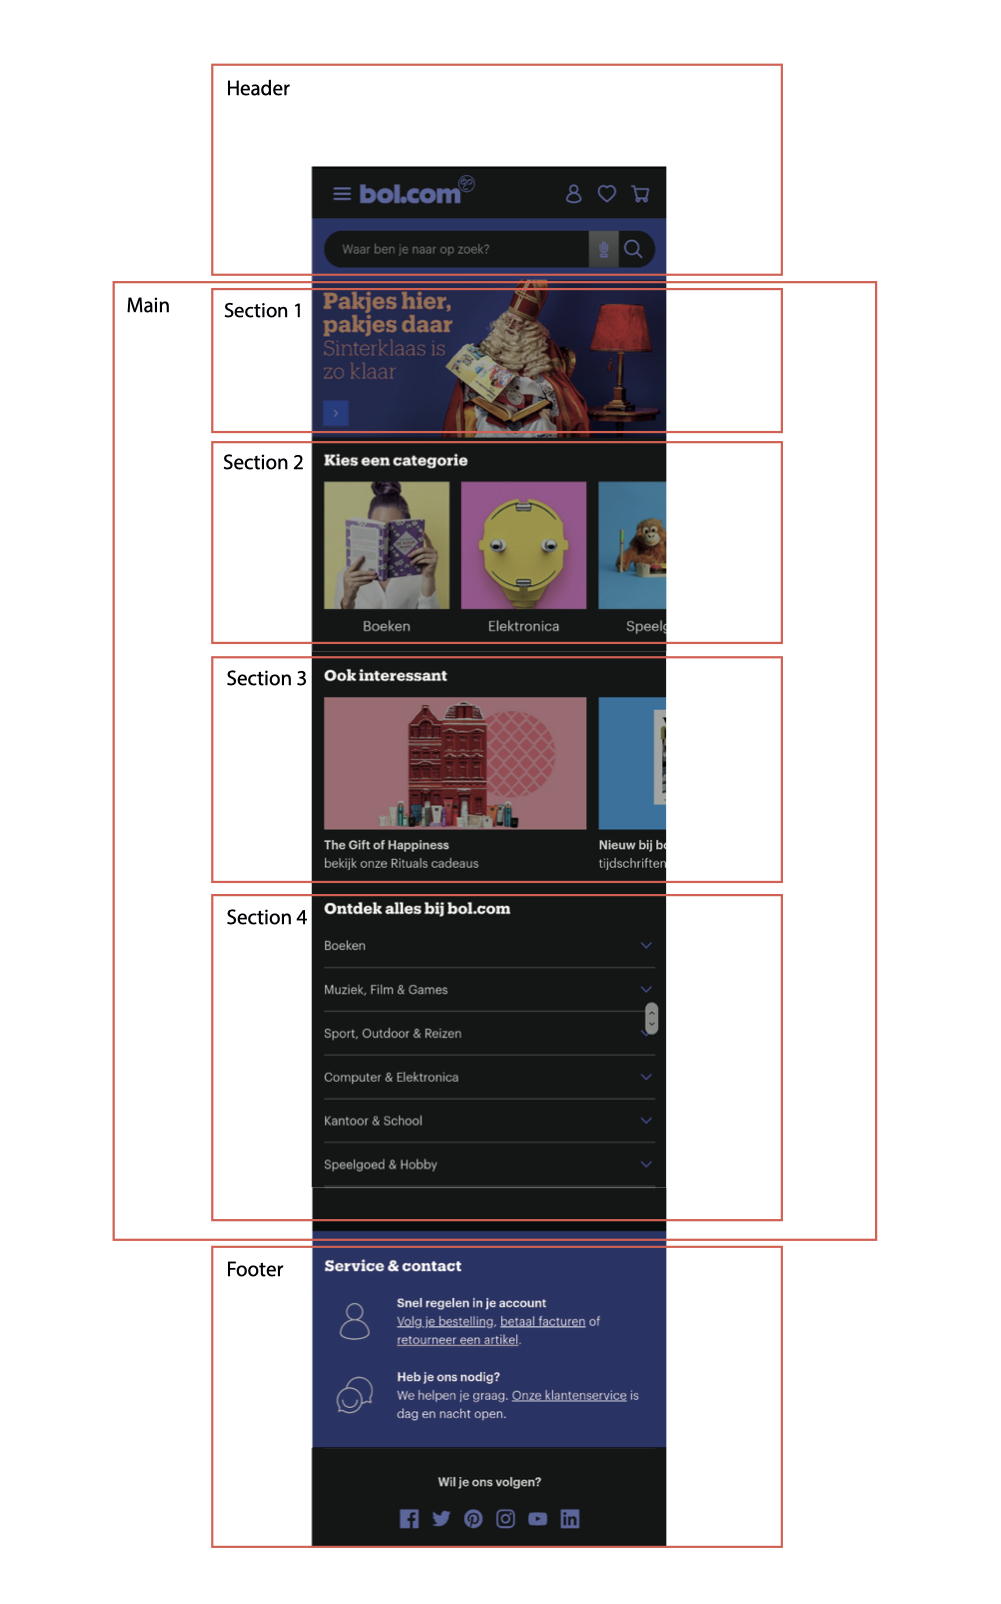 Header
bol.com
Waar ben je naar op zoek?
Main
Section 1
Pakjes hier,
pakjes daar
Sinterklaas is
zo klaar
Section 2
Kies een categorie
Boeken
Elektronica
Speelg
Section 3
Ook interessant
The Gift of Happiness
bekijk onze Rituals cadeaus
Nieuw bij bo
tijdschriften
Section 4
Ontdek alles bij bol.com
Boeken
Muziek, Film & Games
Sport, Outdoor & Reizen
Computer & Elektronica
Kantoor & School
Speelgoed & Hobby
Footer
Service & contact
Snel regelen in je account
Volg je bestelling, betaal facturen of
retourneer een artikel.
Heb je ons nodig?
We helpen je graag. Onze klantenservice is
dag en nacht open.
Wil je ons volgen?